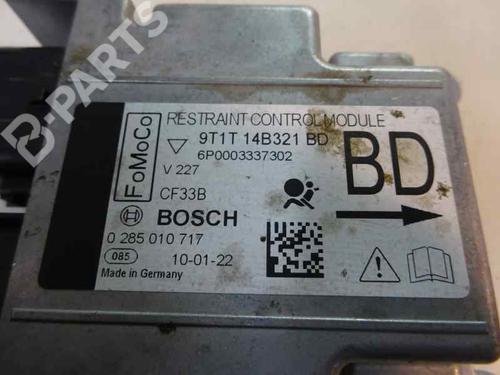 B-PARTS
RESTRAINT CONTROL MODULE
9T1T 14B321 BD
6P0003337302
V 227
CF33B
FoMoCo
BD
BOSCH
0 285 010 717
085
10-01-22
Made in Germany